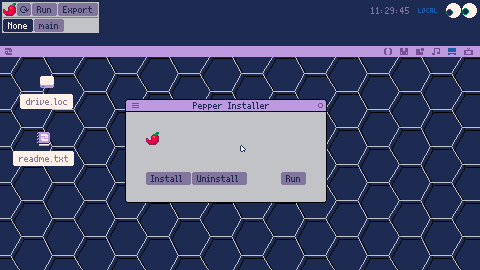 Run Export
None main
11:29:45 LOCAL
drive.loc
readme.txt
Pepper Installer
Install Uninstall Run